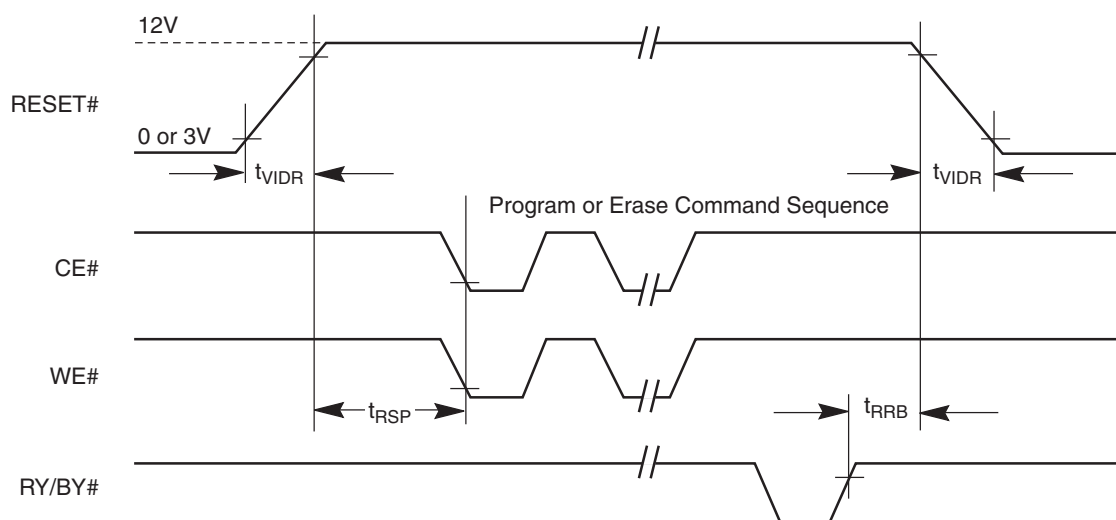 12V
RESET#
0 or 3V
tVIDR
tVIDR
Program or Erase Command Sequence
CE#
WE#
tRSP
tRRB
RY/BY#